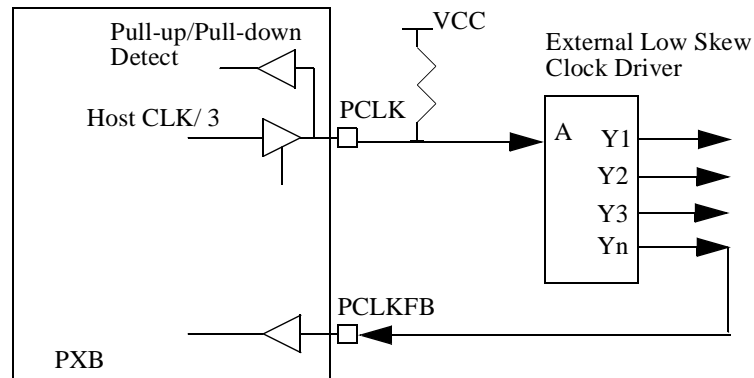 VCC
Pull-up/Pull-down
Detect
External Low Skew
Clock Driver
Host CLK/ 3
PCLK
A
Y1
Y2
Y3
Yn
PCLKFB
PXB